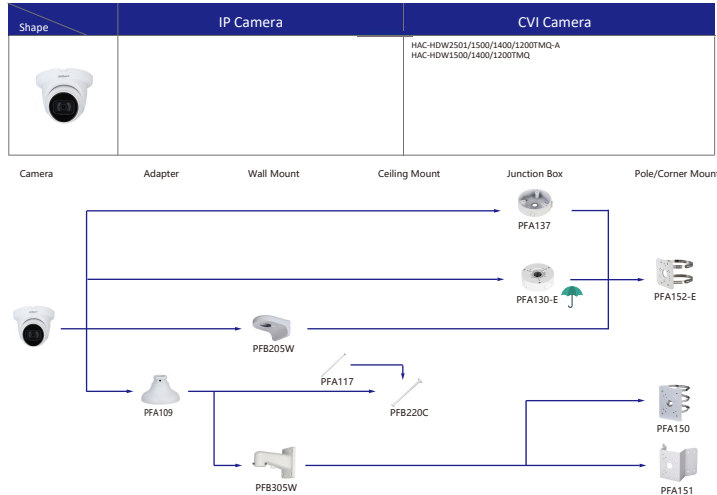 Shape
IP Camera
CVI Camera
HAC-HDW2501/1500/1400/1200TMQ-A
HAC-HDW1500/1400/1200TMQ
Camera
Adapter
Wall Mount
Ceiling Mount
Junction Box
Pole/Corner Mount
PFA137
PFA130-E
PFA152-E
PFB205W
PFA117
PFA109
PFB220C
PFA150
PFB305W
PFA151